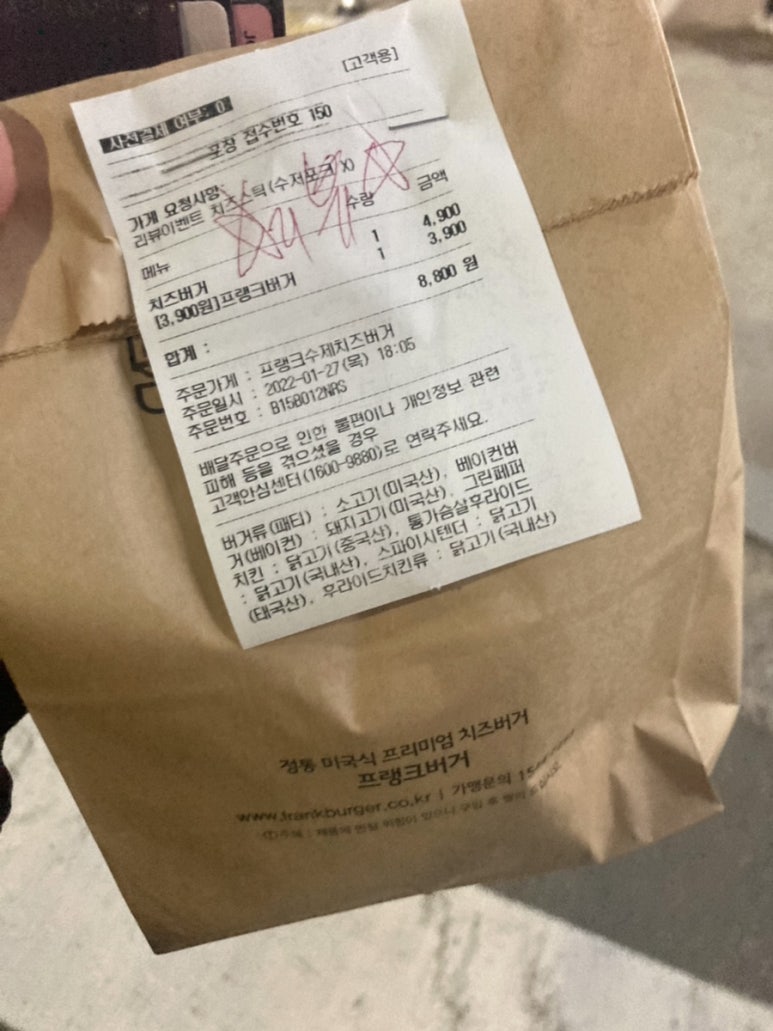 [고객용]
사전결제 여부: O
포장 접수번호 150
가게 요청사항:
리뷰이벤트 치즈스틱(수저포크 X)
메뉴 수량 금액
치즈버거 1 4,900
[3,900원]프랭크버거 1 3,900
합계 : 8,800 원
주문가게 : 프랭크수제치즈버거
주문일시 : 2022-01-27(목) 18:05
주문번호 : B15B012NRS
배달주문으로 인한 불편이나 개인정보 관련
피해 등을 겪으셨을 경우
고객안심센터(1600-9880)로 연락주세요.
버거류(패티) : 소고기(미국산), 베이컨버
거(베이컨) : 돼지고기(미국산), 그린페퍼
치킨 : 닭고기(중국산), 통가슴살후라이드
: 닭고기(국내산), 스파이시텐더 : 닭고기
(태국산), 후라이드치킨류 : 닭고기(국내산)
정통 미국식 프리미엄 치즈버거
프랭크버거
www.frankburger.co.kr | 가맹문의